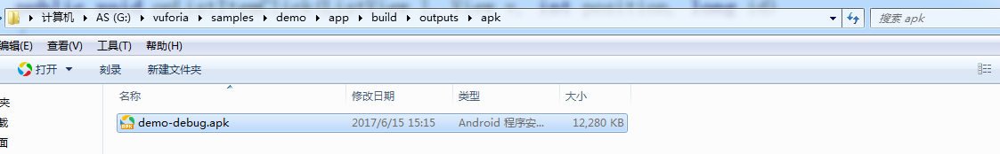 计算机 ▸ AS (G:) ▸ vuforia ▸ samples ▸ demo ▸ app ▸ build ▸ outputs ▸ apk
搜索 apk
编辑(E) 查看(V) 工具(T) 帮助(H)
打开 刻录 新建文件夹
名称 修改日期 类型 大小
夹
demo-debug.apk 2017/6/15 15:15 Android 程序安... 12,280 KB
载
面